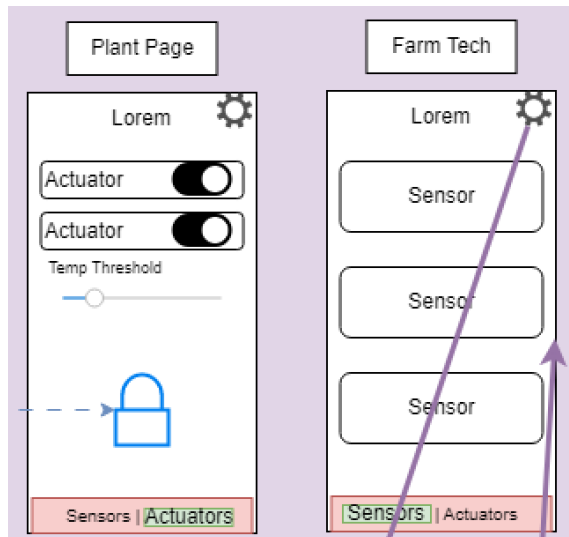 Plant Page
Lorem
Actuator
Actuator
Temp Threshold
Sensors | Actuators
Farm Tech
Lorem
Sensor
Sensor
Sensor
Sensors | Actuators